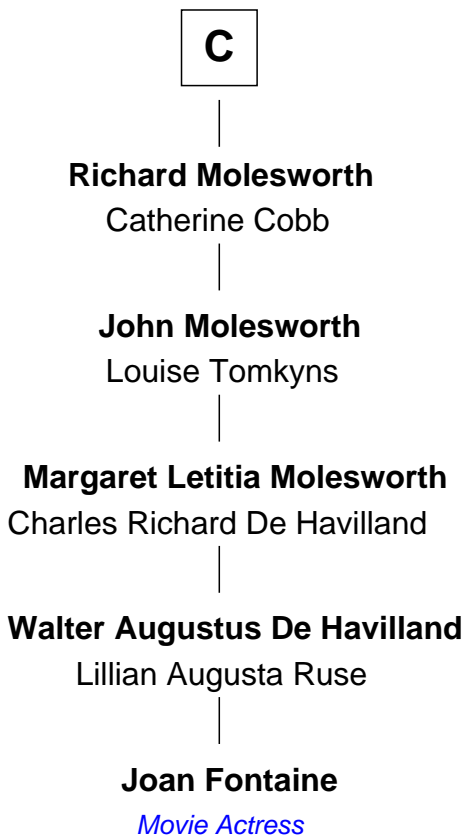 C
Richard Molesworth
Catherine Cobb
John Molesworth
Louise Tomkyns
Margaret Letitia Molesworth
Charles Richard De Havilland
Walter Augustus De Havilland
Lillian Augusta Ruse
Joan Fontaine
Movie Actress